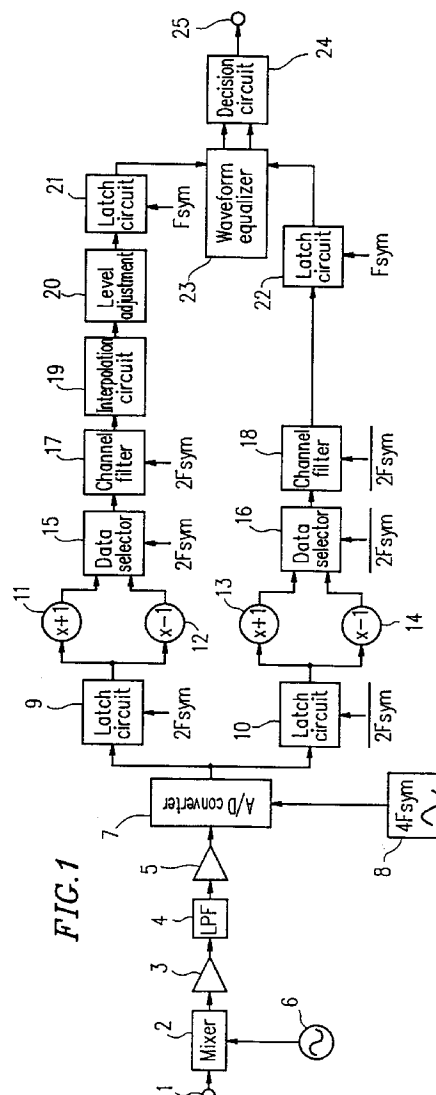 FIG.1
1
2
Mixer
3
4
LPF
5
6
7
A/D converter
8
4Fsym
9
Latch
circuit
2Fsym
10
Latch
circuit
2Fsym
11
x+1
x-1
12
13
x+1
x-1
14
15
Data
selector
2Fsym
16
Data
selector
2Fsym
17
Channel
filter
2Fsym
18
Channel
filter
2Fsym
19
Interpolation
circuit
20
Level
adjustment
21
Latch
circuit
Fsym
22
Latch
circuit
Fsym
23
Waveform
equalizer
24
Decision
circuit
25